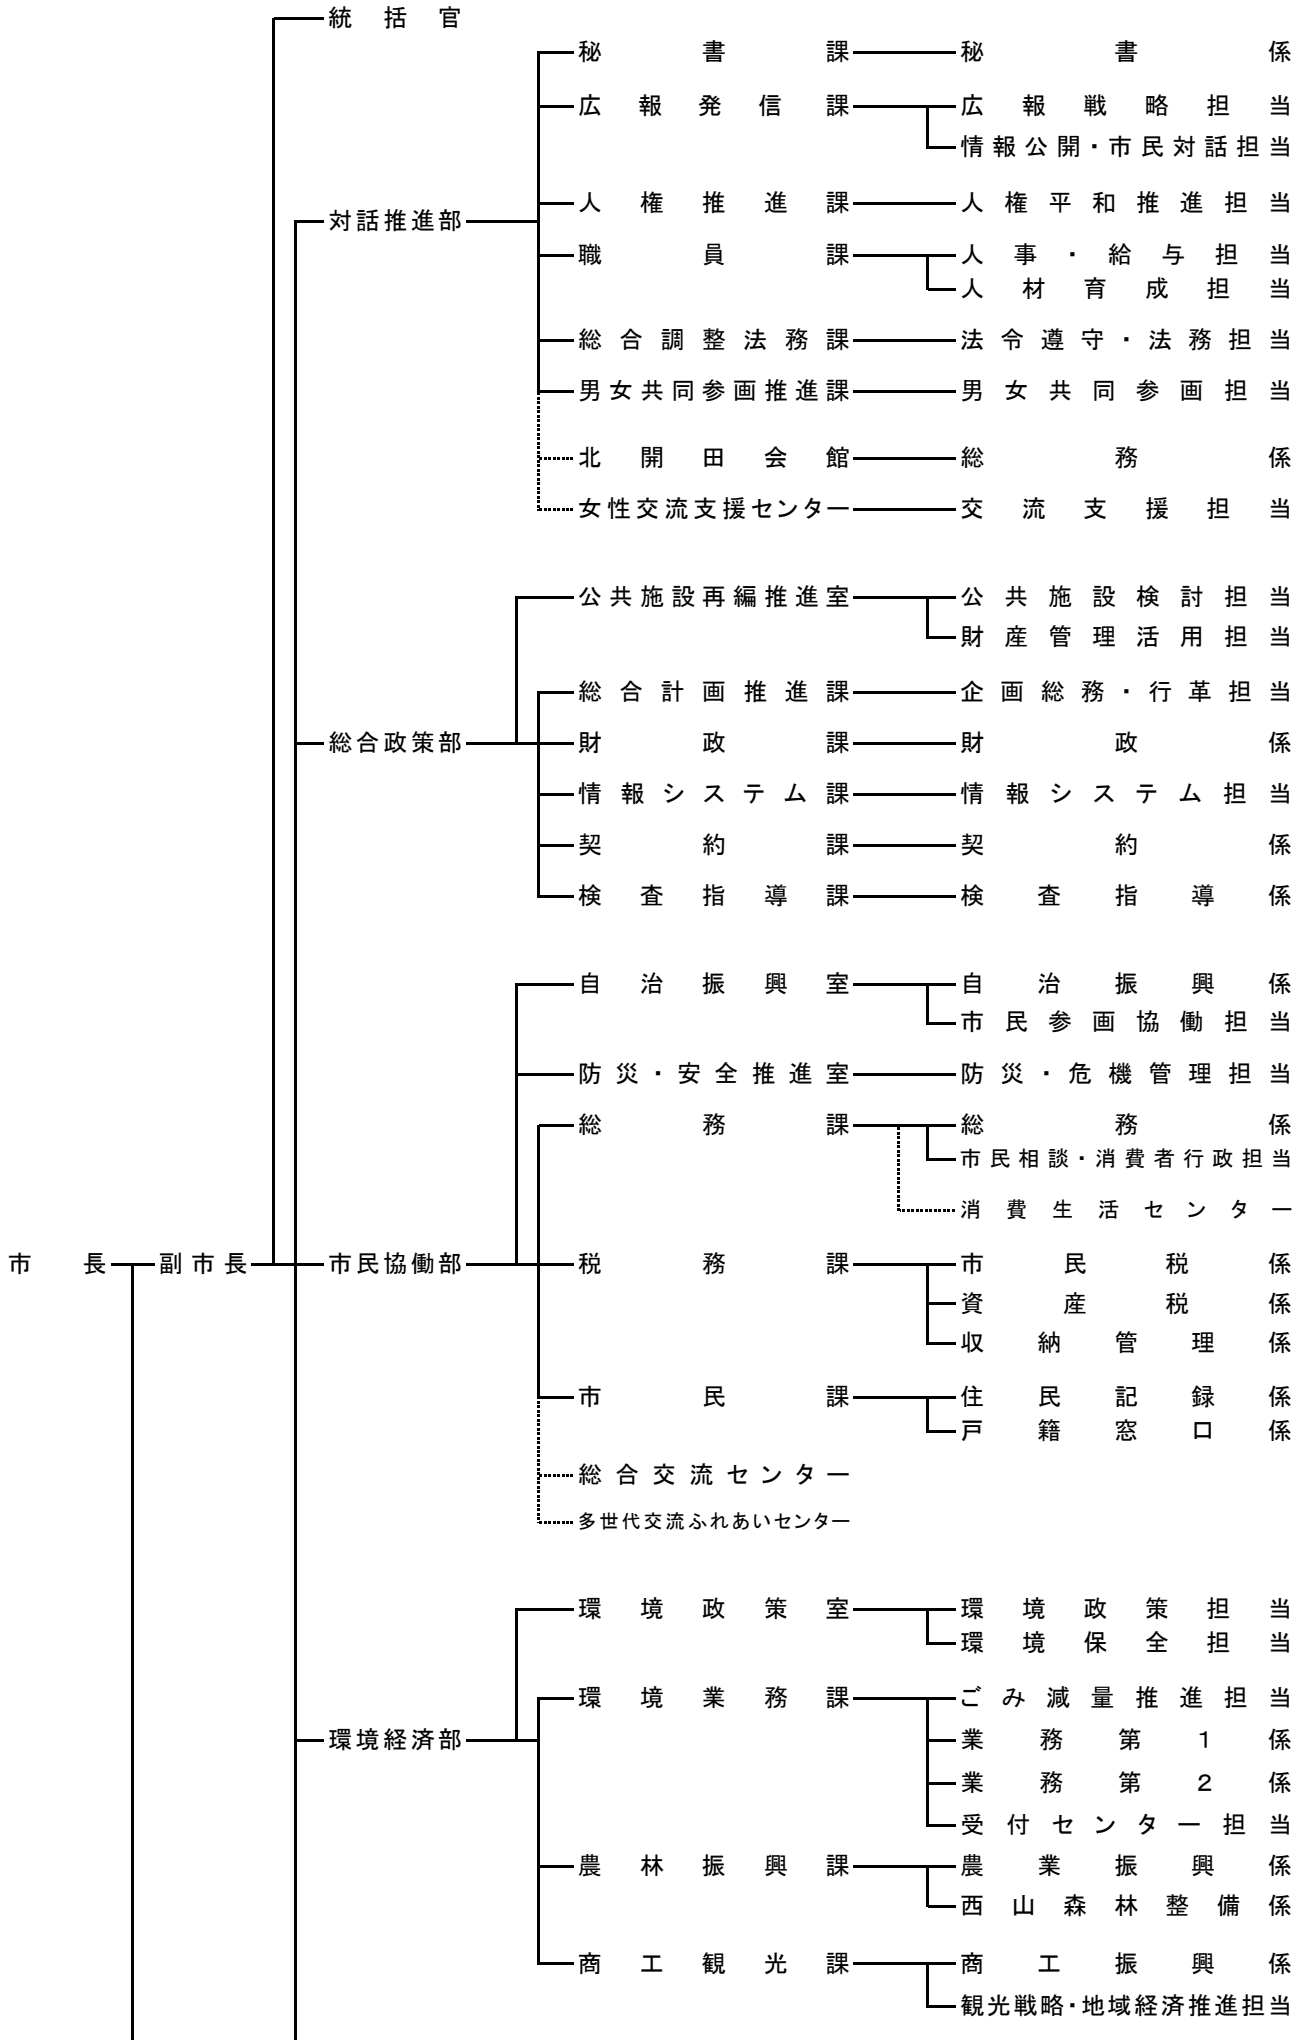 統括官
秘書課 秘書係
広報発信課 広報戦略担当
情報公開・市民対話担当
人権推進課 人権平和推進担当
対話推進部
職員課 人事・給与担当
人材育成担当
総合調整法務課 法令遵守・法務担当
男女共同参画推進課 男女共同参画担当
北開田会館 総務係
女性交流支援センター 交流支援担当
公共施設再編推進室 公共施設検討担当
財産管理活用担当
総合計画推進課 企画総務・行革担当
総合政策部 財政課 財政係
情報システム課 情報システム担当
契約課 契約係
検査指導課 検査指導係
自治振興室 自治振興係
市民参画協働担当
防災・安全推進室 防災・危機管理担当
総務課 総務係
市民相談・消費者行政担当
消費生活センター
市長 副市長 市民協働部 税務課 市民税係
資産税係
収納管理係
市民課 住民記録係
戸籍窓口係
総合交流センター
多世代交流ふれあいセンター
環境政策室 環境政策担当
環境保全担当
環境業務課 ごみ減量推進担当
環境経済部 業務第1係
業務第2係
受付センター担当
農林振興課 農業振興係
西山森林整備係
商工観光課 商工振興係
観光戦略・地域経済推進担当